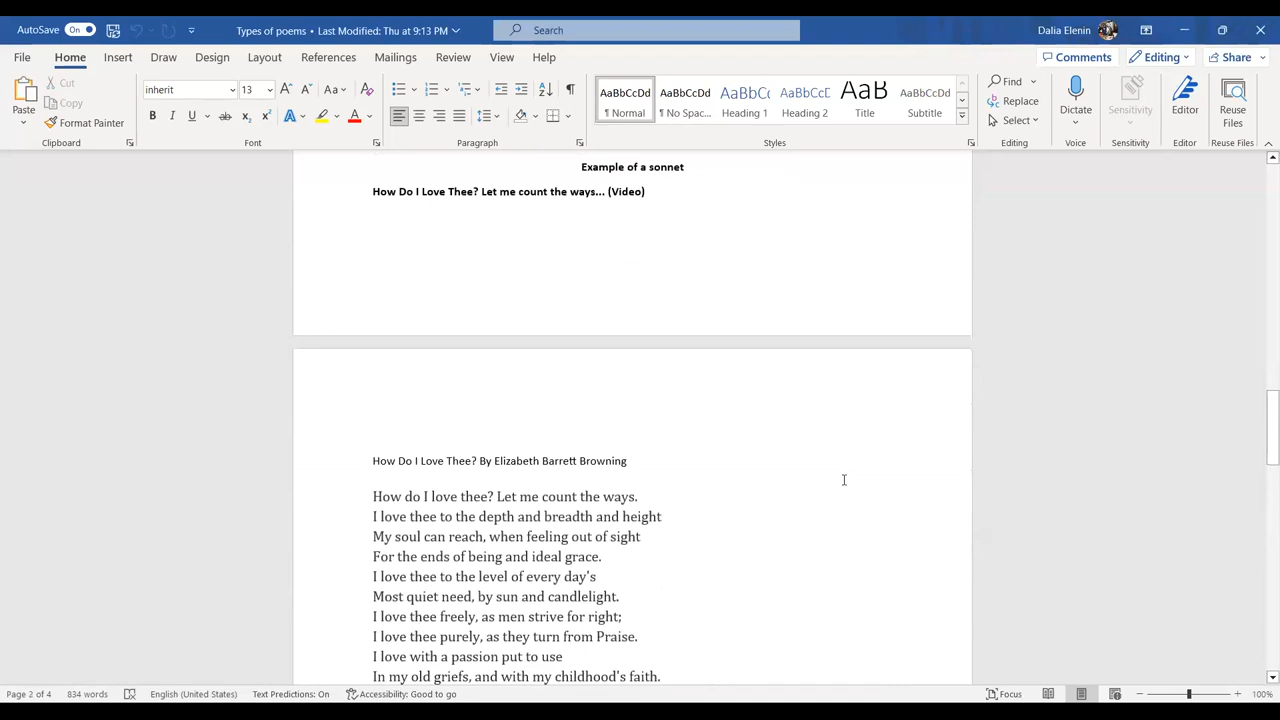 AutoSave On Types of poems • Last Modified: Thu at 9:13 PM Search Dalia Elenin
File Home Insert Draw Design Layout References Mailings Review View Help Comments Editing Share
Paste Cut Copy Format Painter
Clipboard
inherit 13 Aa
B I U ab x₂ x² A A
Font
Paragraph
AaBbCcDd AaBbCcDd AaBbCc AaBbCcE AaB AaBbCcDd
¶ Normal ¶ No Spac... Heading 1 Heading 2 Title Subtitle
Styles
Find
Replace
Select
Editing
Dictate
Voice
Sensitivity
Sensitivity
Editor
Editor
Reuse
Files
Reuse Files
Example of a sonnet
How Do I Love Thee? Let me count the ways... (Video)
How Do I Love Thee? By Elizabeth Barrett Browning
How do I love thee? Let me count the ways.
I love thee to the depth and breadth and height
My soul can reach, when feeling out of sight
For the ends of being and ideal grace.
I love thee to the level of every day's
Most quiet need, by sun and candlelight.
I love thee freely, as men strive for right;
I love thee purely, as they turn from Praise.
I love with a passion put to use
In my old griefs, and with my childhood's faith.
Page 2 of 4 834 words English (United States) Text Predictions: On Accessibility: Good to go Focus 100%